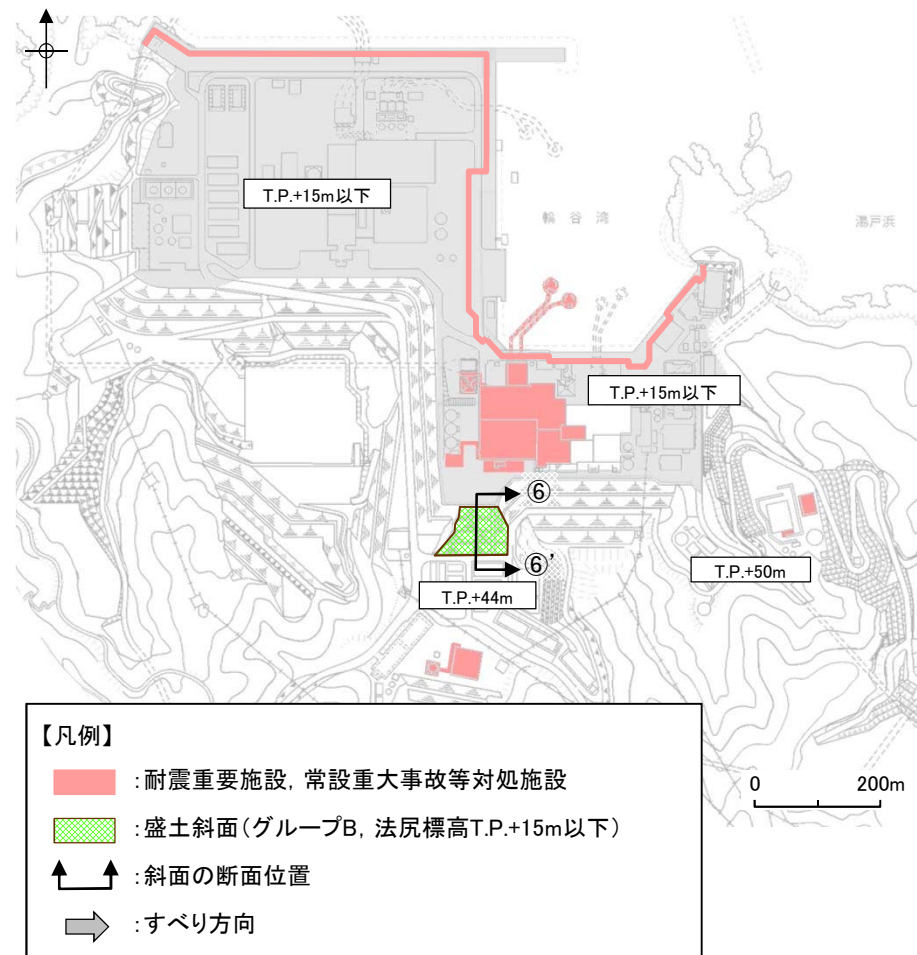 T.P.+15m以下
輪谷湾
湯戸浜
T.P.+15m以下
⑥
⑥’
T.P.+50m
T.P.+44m
【凡例】
:耐震重要施設,常設重大事故等対処施設
:盛土斜面(グループB,法尻標高T.P.+15m以下)
:斜面の断面位置
:すべり方向
0 200m